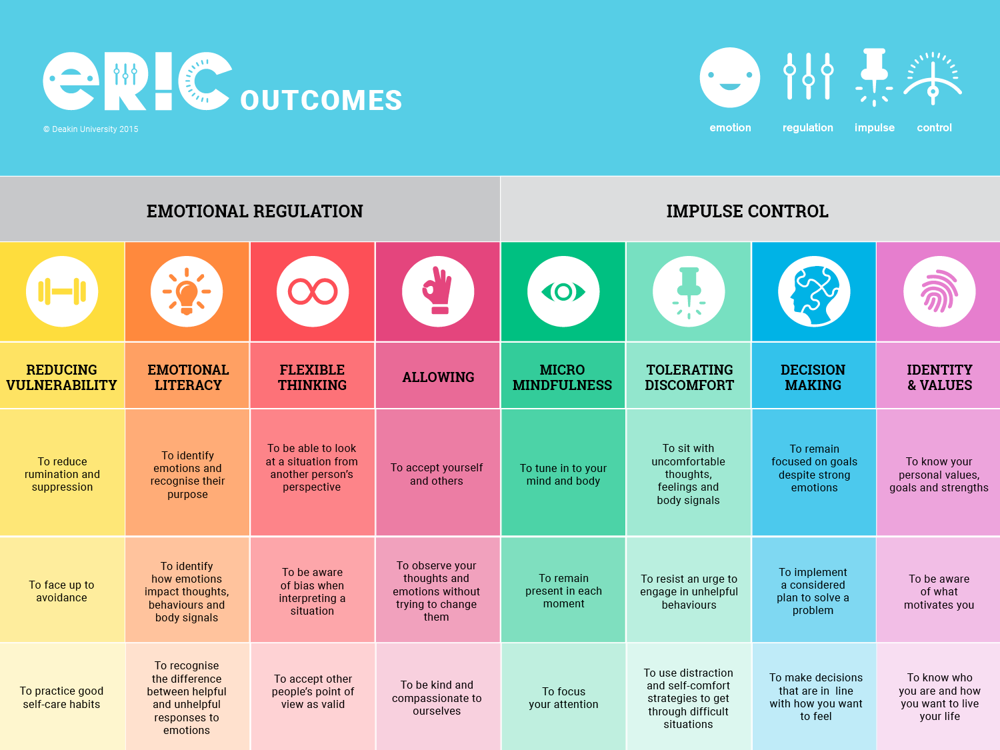 eRIC OUTCOMES
© Deakin University 2015
emotion regulation impulse control
EMOTIONAL REGULATION
IMPULSE CONTROL
REDUCING
VULNERABILITY
EMOTIONAL
LITERACY
FLEXIBLE
THINKING
ALLOWING
MICRO
MINDFULNESS
TOLERATING
DISCOMFORT
DECISION
MAKING
IDENTITY
& VALUES
To reduce
rumination and
suppression
To identify
emotions and
recognise their
purpose
To be able to look
at a situation from
another person's
perspective
To accept yourself
and others
To tune in to your
mind and body
To sit with
uncomfortable
thoughts,
feelings and
body signals
To remain
focused on goals
despite strong
emotions
To know your
personal values,
goals and strengths
To face up to
avoidance
To identify
how emotions
impact thoughts,
behaviours and
body signals
To be aware
of bias when
interpreting a
situation
To observe your
thoughts and
emotions without
trying to change
them
To remain
present in each
moment
To resist an urge to
engage in unhelpful
behaviours
To implement
a considered
plan to solve a
problem
To be aware
of what
motivates you
To practice good
self-care habits
To recognise
the difference
between helpful
and unhelpful
responses to
emotions
To accept other
people's point of
view as valid
To be kind and
compassionate to
ourselves
To focus
your attention
To use distraction
and self-comfort
strategies to get
through difficult
situations
To make decisions
that are in line
with how you want
to feel
To know who
you are and how
you want to live
your life